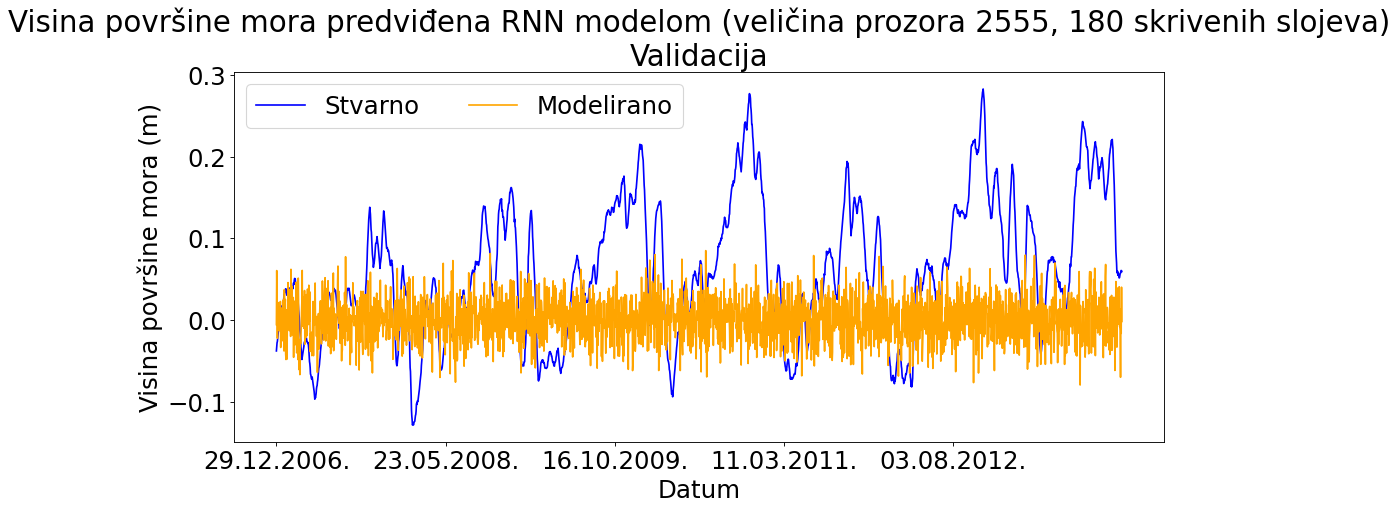 Visina površine mora predviđena RNN modelom (veličina prozora 2555, 180 skrivenih slojeva)
Validacija
Stvarno Modelirano
Visina površine mora (m)
0.3
0.2
0.1
0.0
−0.1
29.12.2006. 23.05.2008. 16.10.2009. 11.03.2011. 03.08.2012.
Datum